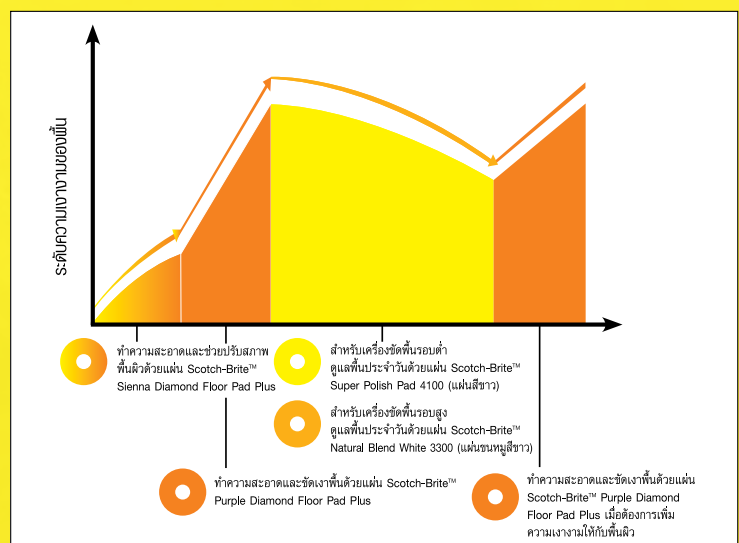 ระดับความเงางามของพื้น
ทำความสะอาดและช่วยปรับสภาพ
พื้นผิวด้วยแผ่น Scotch-Brite™
Sienna Diamond Floor Pad Plus
สำหรับเครื่องขัดพื้นรอบต่ำ
ดูแลพื้นประจำวันด้วยแผ่น Scotch-Brite™
Super Polish Pad 4100 (แผ่นสีขาว)
สำหรับเครื่องขัดพื้นรอบสูง
ดูแลพื้นประจำวันด้วยแผ่น Scotch-Brite™
Natural Blend White 3300 (แผ่นขนหมูสีขาว)
ทำความสะอาดและขัดเงาพื้นด้วยแผ่น Scotch-Brite™
Purple Diamond Floor Pad Plus
ทำความสะอาดและขัดเงาพื้นด้วยแผ่น
Scotch-Brite™ Purple Diamond
Floor Pad Plus เมื่อต้องการเพิ่ม
ความเงางามให้กับพื้นผิว